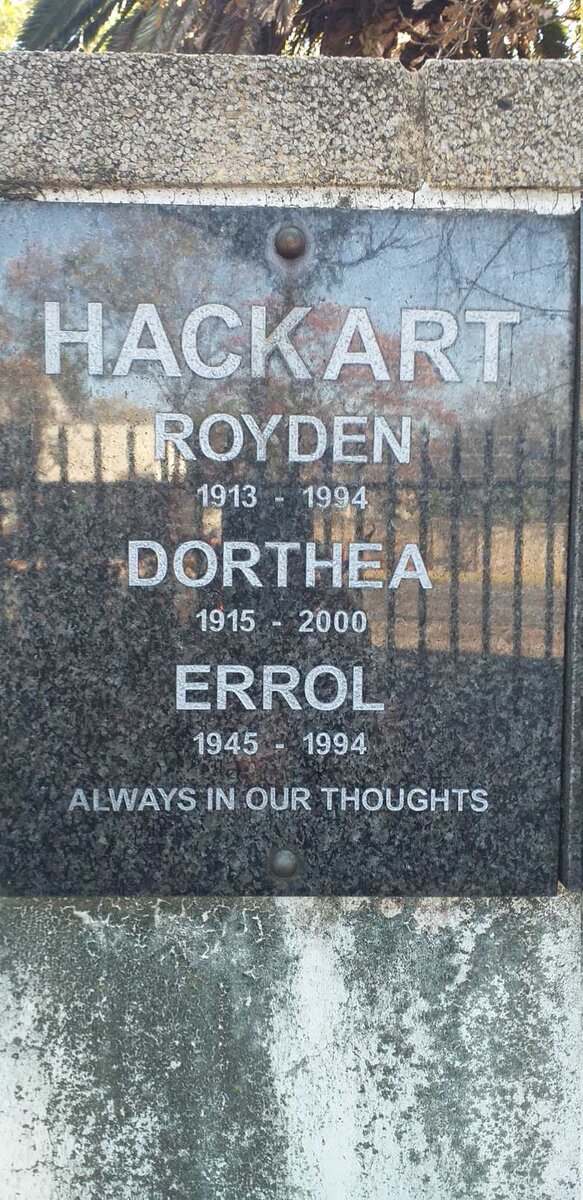 HACKART
ROYDEN
1913 - 1994
DORTHEA
1915 - 2000
ERROL
1945 - 1994
ALWAYS IN OUR THOUGHTS